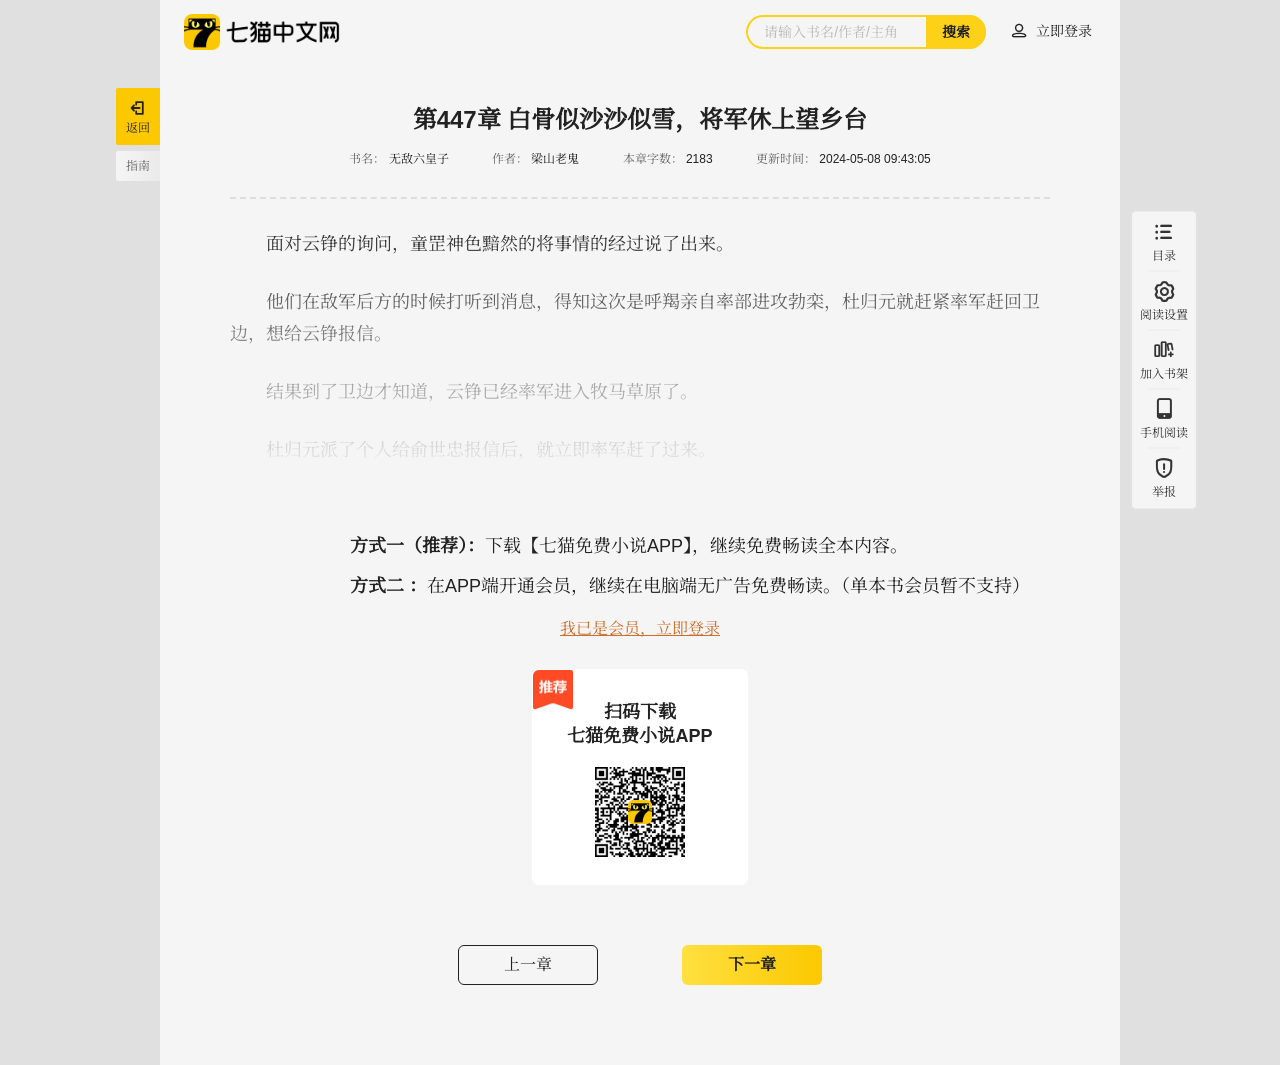 七猫中文网
请输入书名/作者/主角
搜索
立即登录
返回
指南
第447章 白骨似沙沙似雪，将军休上望乡台
书名： 无敌六皇子 作者： 梁山老鬼 本章字数： 2183 更新时间： 2024-05-08 09:43:05
面对云铮的询问，童罡神色黯然的将事情的经过说了出来。
他们在敌军后方的时候打听到消息，得知这次是呼羯亲自率部进攻勃栾，杜归元就赶紧率军赶回卫
边，想给云铮报信。
结果到了卫边才知道，云铮已经率军进入牧马草原了。
杜归元派了个人给俞世忠报信后，就立即率军赶了过来。
目录
阅读设置
加入书架
手机阅读
举报
方式一（推荐）： 下载【七猫免费小说APP】，继续免费畅读全本内容。
方式二 ： 在APP端开通会员，继续在电脑端无广告免费畅读。（单本书会员暂不支持）
我已是会员，立即登录
推荐
扫码下载
七猫免费小说APP
上一章
下一章